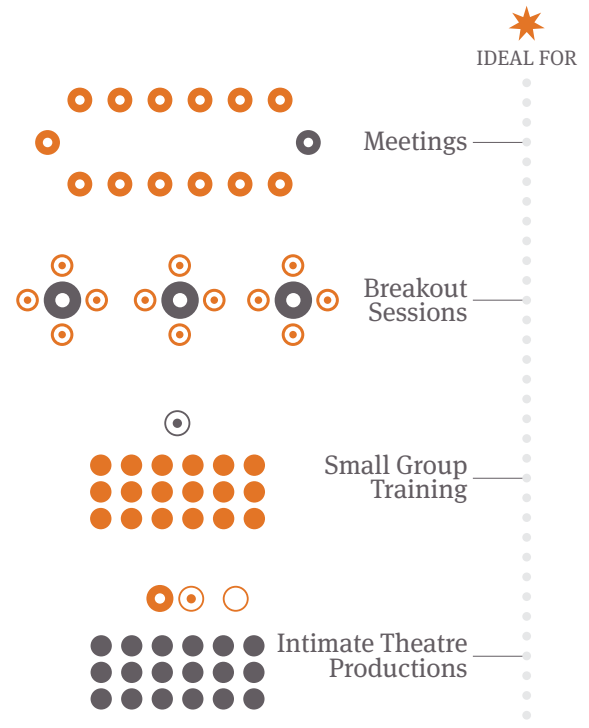 IDEAL FOR
Meetings
Breakout
Sessions
Small Group
Training
Intimate Theatre
Productions